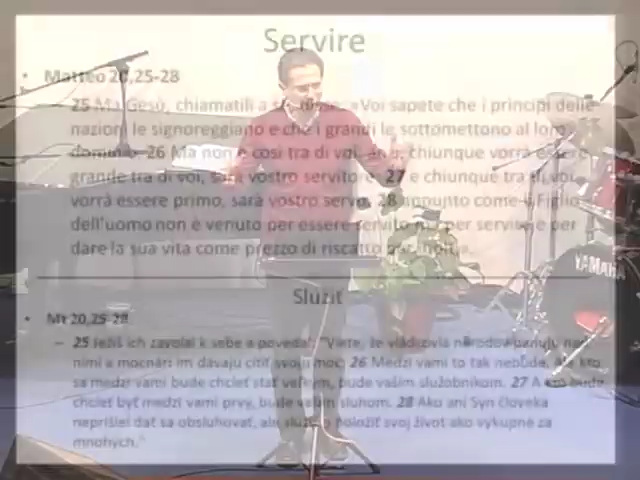 Servire
• Matteo 20,25-28
25 Ma Gesù, chiamatili a sé, disse: «Voi sapete che i principi delle
nazioni le signoreggiano e che i grandi le sottomettono al loro
dominio. 26 Ma non è così tra di voi: anzi, chiunque vorrà essere
grande tra di voi, sarà vostro servitore; 27 e chiunque tra di voi
vorrà essere primo, sarà vostro servo; 28 appunto come il Figlio
dell'uomo non è venuto per essere servito ma per servire e per
dare la sua vita come prezzo di riscatto
Slúžiť
• Mt 20,25-28
– 25 Ježiš ich zavolal k sebe a povedal: "Viete, že vládcovia národov panujú nad
nimi a mocnári im dávajú cítiť svoju moc. 26 Medzi vami to tak nebude, ale kto
sa medzi vami bude chcieť stať veľkým, bude vaším služobníkom. 27 A kto bude
chcieť byť medzi vami prvý, bude vaším sluhom. 28 Ako ani Syn človeka
neprišiel dať sa obsluhovať, ale slúžiť a položiť svoj život ako výkupné za
mnohých."
YAMAHA